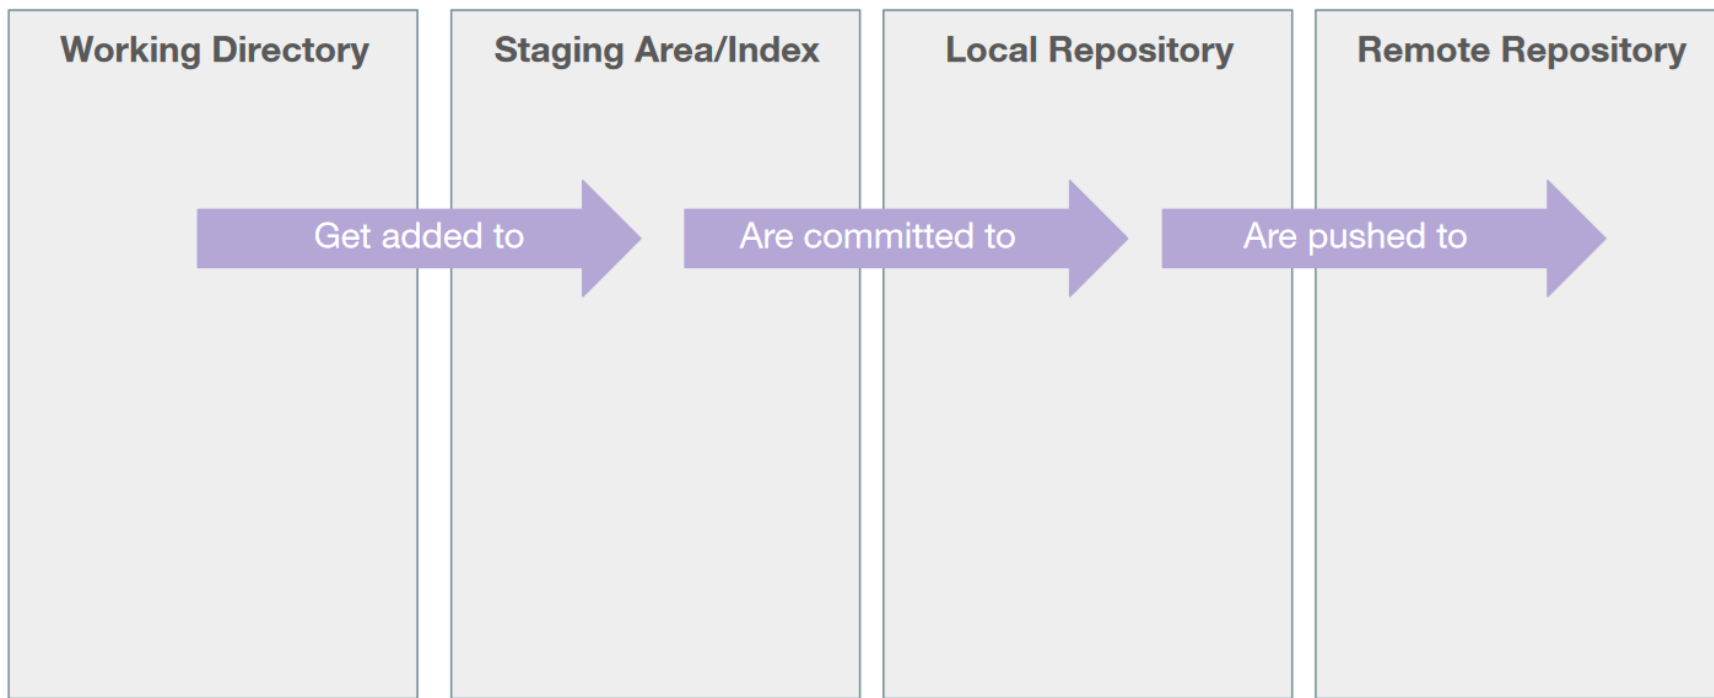 Working Directory
Staging Area/Index
Local Repository
Remote Repository
Get added to
Are committed to
Are pushed to